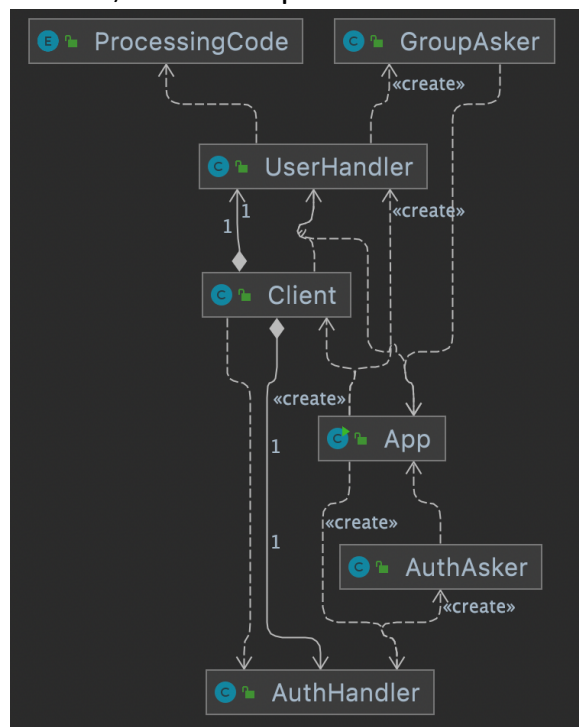 E ProcessingCode
C GroupAsker
«create»
C UserHandler
1
1
«create»
C Client
«create»
1
C App
«create»
1
C AuthAsker
«create»
C AuthHandler